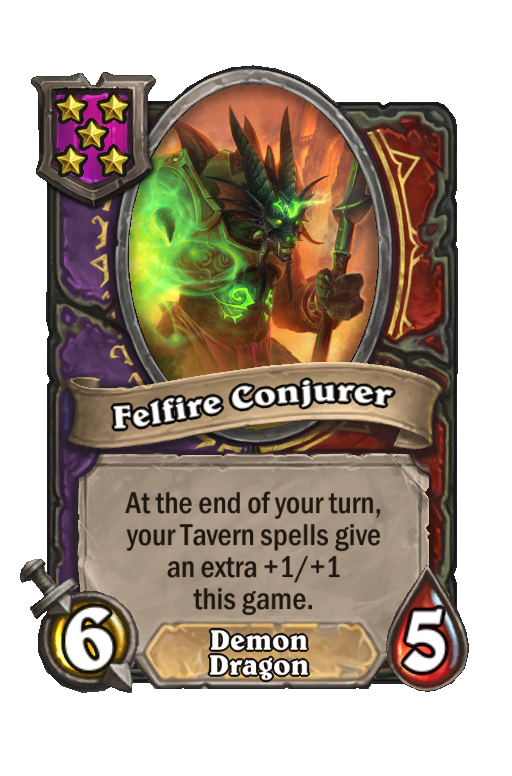 Felfire Conjurer
At the end of your turn,
your Tavern spells give
an extra +1/+1
this game.
6
Demon
Dragon
5